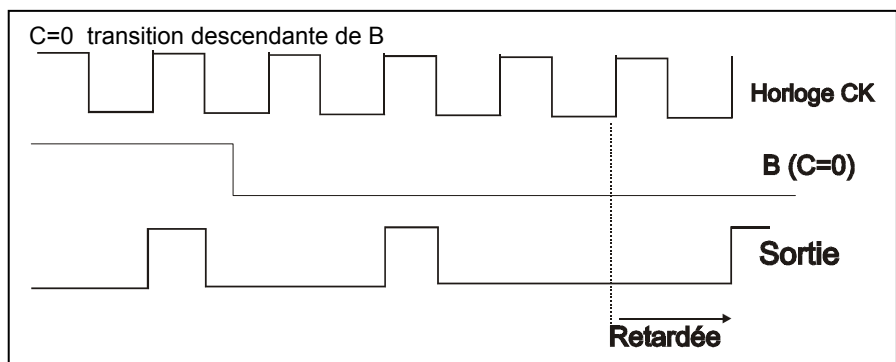 C=0 transition descendante de B
Horloge CK
B (C=0)
Sortie
Retardée